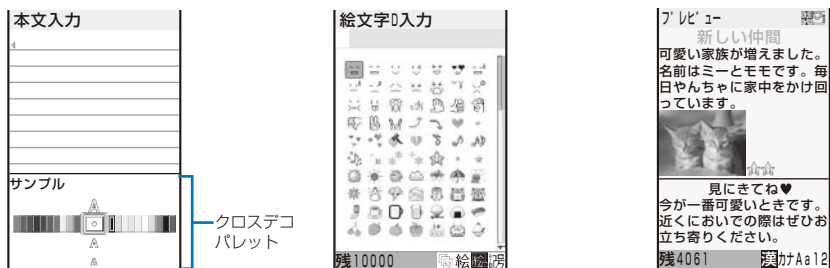 本文入力
サンプル
クロスデコ
パレット
絵文字D入力
残10000
絵
プレビュー
新しい仲間
可愛い家族が増えました。
名前はミーとモモです。毎
日やんちゃに家中をかけ回
っています。
見にきてね♥
今が一番可愛いときです。
近くにおいでの際はぜひお
立ち寄りください。
残4061 漢カナAa12